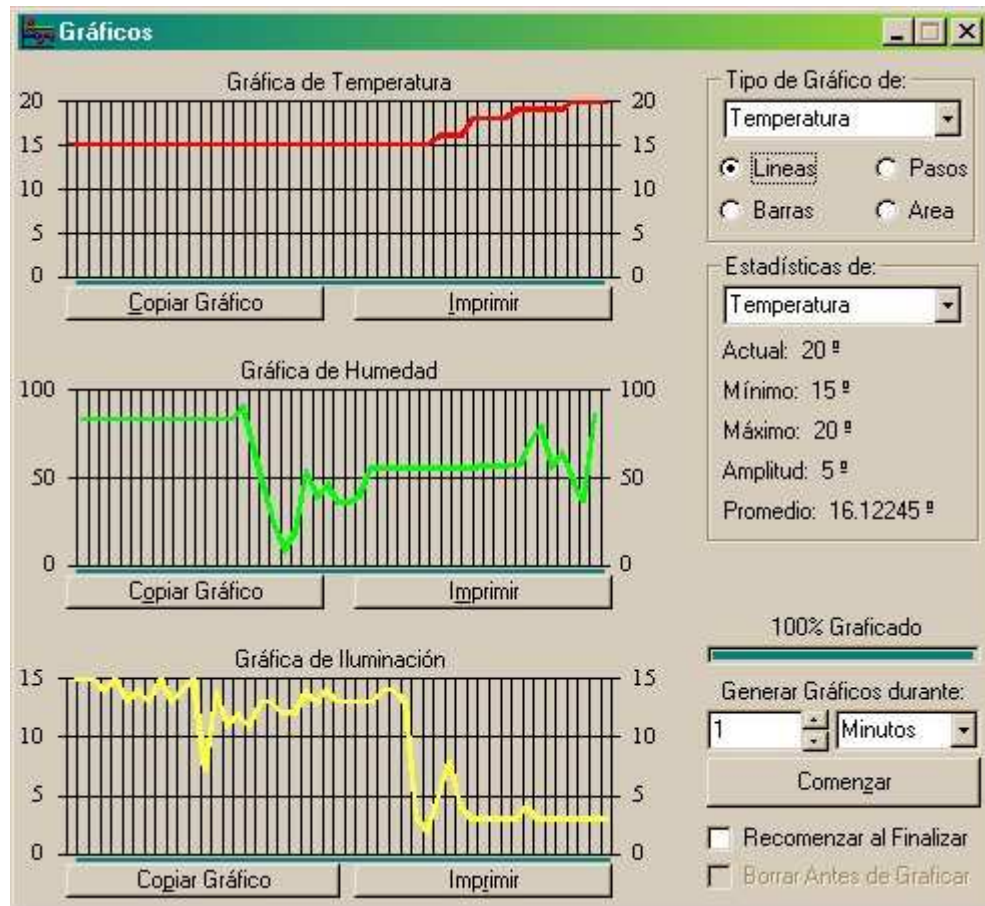 Gráficos
Gráfica de Temperatura
20 20
15 15
10 10
5 5
0 0
Copiar Gráfico Imprimir
Gráfica de Humedad
100 100
50 50
0 0
Copiar Gráfico Imprimir
Gráfica de Iluminación
15 15
10 10
5 5
0 0
Copiar Gráfico Imprimir
Tipo de Gráfico de:
Temperatura
Lineas Pasos
Barras Area
Estadísticas de:
Temperatura
Actual: 20 º
Mínimo: 15 º
Máximo: 20 º
Amplitud: 5 º
Promedio: 16.12245 º
100% Graficado
Generar Gráficos durante:
1 Minutos
Comenzar
Recomenzar al Finalizar
Borrar Antes de Graficar